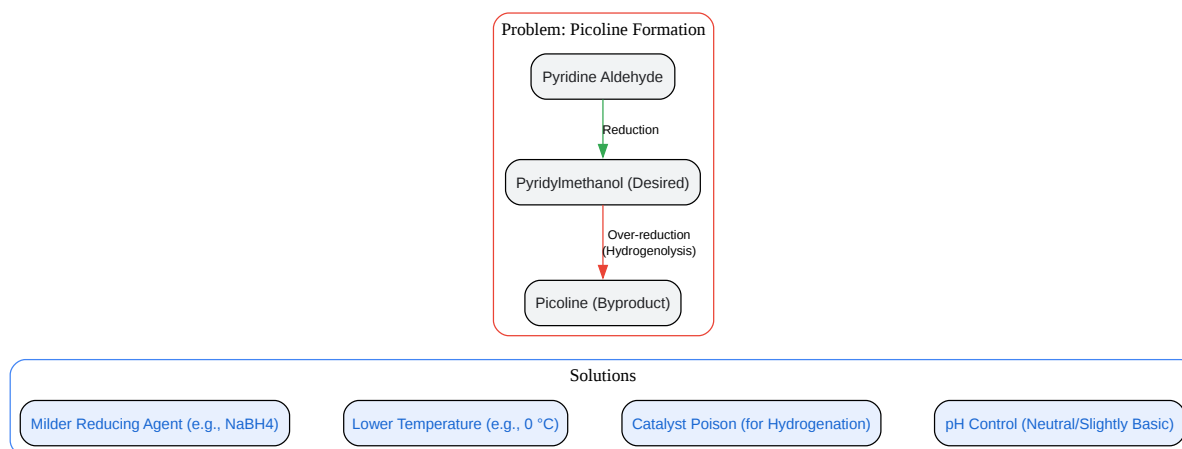 Problem: Picoline Formation
Pyridine Aldehyde
Reduction
Pyridylmethanol (Desired)
Over-reduction
(Hydrogenolysis)
Picoline (Byproduct)
Solutions
Milder Reducing Agent (e.g., NaBH4)
Lower Temperature (e.g., 0 °C)
Catalyst Poison (for Hydrogenation)
pH Control (Neutral/Slightly Basic)